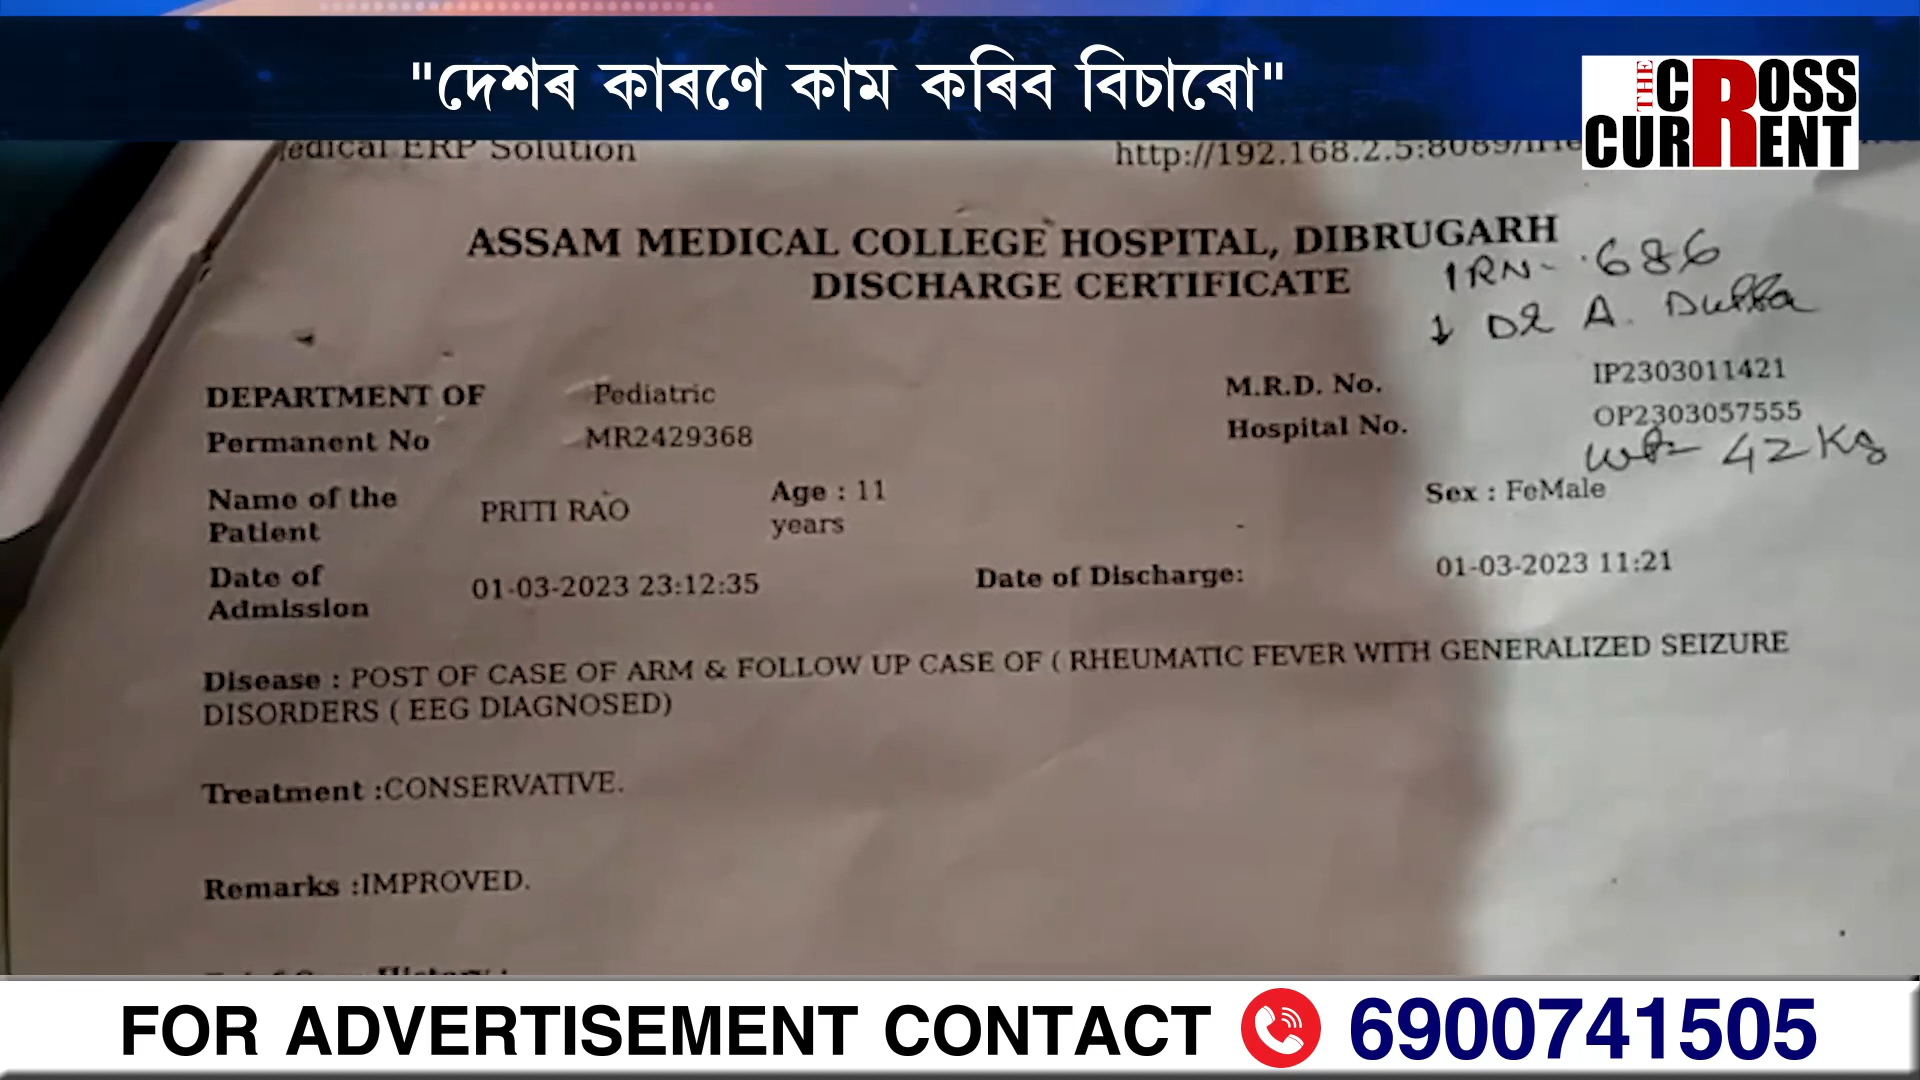 "দেশৰ কাৰণে কাম কৰিব বিচাৰো"
THE CROSS CURRENT
edical ERP Solution
http://192.168.2.5:8089/
ASSAM MEDICAL COLLEGE HOSPITAL, DIBRUGARH
DISCHARGE CERTIFICATE
IRN- 686
↓ Dr A. Dutta
DEPARTMENT OF Pediatric M.R.D. No. IP2303011421
Permanent No MR2429368 Hospital No. OP2303057555
wt- 42 Kg
Name of the Patient PRITI RAO Age : 11 years Sex : FeMale
Date of Admission 01-03-2023 23:12:35 Date of Discharge: 01-03-2023 11:21
Disease : POST OF CASE OF ARM & FOLLOW UP CASE OF ( RHEUMATIC FEVER WITH GENERALIZED SEIZURE
DISORDERS ( EEG DIAGNOSED)
Treatment :CONSERVATIVE.
Remarks :IMPROVED.
History :
FOR ADVERTISEMENT CONTACT 6900741505